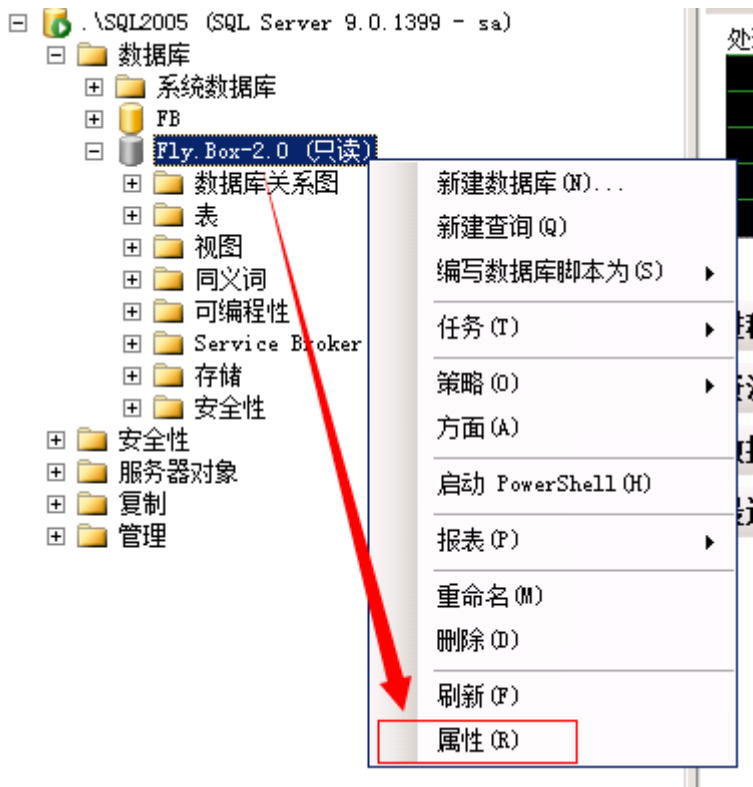 .\SQL2005 (SQL Server 9.0.1399 - sa)
数据库
系统数据库
FB
Fly.Box-2.0 (只读)
数据库关系图
表
视图
同义词
可编程性
Service Broker
存储
安全性
安全性
服务器对象
复制
管理
新建数据库(N)...
新建查询(Q)
编写数据库脚本为(S)
任务(T)
策略(O)
方面(A)
启动 PowerShell(H)
报表(P)
重命名(M)
删除(D)
刷新(F)
属性(R)